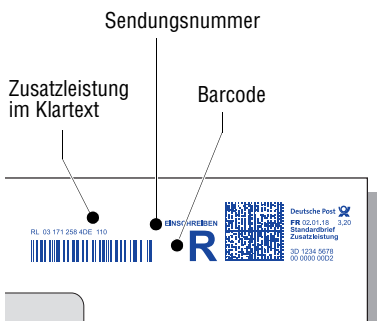 Sendungsnummer
Zusatzleistung
im Klartext
Barcode
RL 03 171 258 4DE 110
EINSCHREIBEN
R
Deutsche Post
FR 02.01.18 3,20
Standardbrief
Zusatzleistung
3D 1234 5678
00 0000 00D2